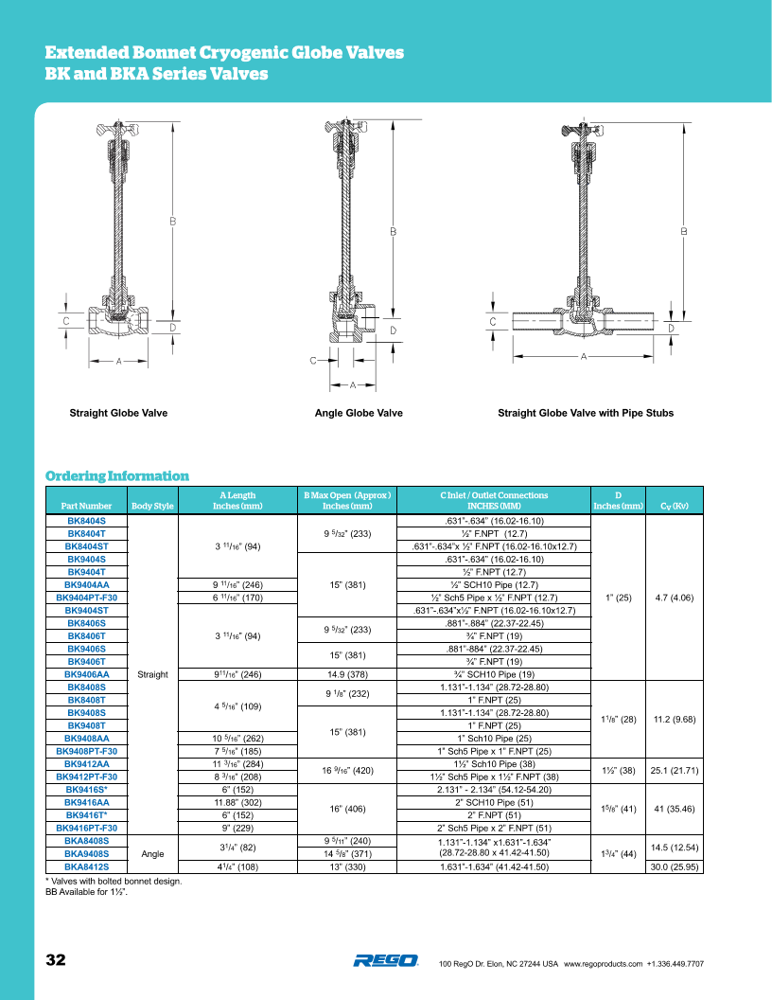 Extended Bonnet Cryogenic Globe Valves
BK and BKA Series Valves
B
C
D
A
B
D
C
A
B
C
D
A
Straight Globe Valve
Angle Globe Valve
Straight Globe Valve with Pipe Stubs
Ordering Information
Part Number Body Style A Length Inches (mm) B Max Open (Approx ) Inches (mm) C Inlet / Outlet Connections INCHES (MM) D Inches (mm) CV (Kv)
BK8404S Straight 3 11/16” (94) 9 5/32” (233) .631”-.634” (16.02-16.10) 1” (25) 4.7 (4.06)
BK8404T ½” F.NPT (12.7)
BK8404ST .631”-.634”x ½” F.NPT (16.02-16.10x12.7)
BK9404S 15” (381) .631”-.634” (16.02-16.10)
BK9404T ½” F.NPT (12.7)
BK9404AA 9 11/16” (246) ½” SCH10 Pipe (12.7)
BK9404PT-F30 6 11/16” (170) ½” Sch5 Pipe x ½” F.NPT (12.7)
BK9404ST 3 11/16” (94) .631”-.634”x½” F.NPT (16.02-16.10x12.7)
BK8406S 9 5/32” (233) .881”-.884” (22.37-22.45)
BK8406T ¾” F.NPT (19)
BK9406S 15” (381) .881”-884” (22.37-22.45)
BK9406T ¾” F.NPT (19)
BK9406AA 911/16” (246) 14.9 (378) ¾” SCH10 Pipe (19)
BK8408S 4 5/16” (109) 9 1/8” (232) 1.131”-1.134” (28.72-28.80) 11/8” (28) 11.2 (9.68)
BK8408T 1” F.NPT (25)
BK9408S 15” (381) 1.131”-1.134” (28.72-28.80)
BK9408T 1” F.NPT (25)
BK9408AA 10 5/16” (262) 1” Sch10 Pipe (25)
BK9408PT-F30 7 5/16” (185) 1” Sch5 Pipe x 1” F.NPT (25)
BK9412AA 11 3/16” (284) 16 9/16” (420) 1½” Sch10 Pipe (38) 1½” (38) 25.1 (21.71)
BK9412PT-F30 8 3/16” (208) 1½” Sch5 Pipe x 1½” F.NPT (38)
BK9416S* 6” (152) 16” (406) 2.131” - 2.134” (54.12-54.20) 15/8” (41) 41 (35.46)
BK9416AA 11.88” (302) 2” SCH10 Pipe (51)
BK9416T* 6” (152) 2” F.NPT (51)
BK9416PT-F30 9” (229) 2” Sch5 Pipe x 2” F.NPT (51)
BKA8408S Angle 31/4” (82) 9 5/11” (240) 1.131”-1.134” x1.631”-1.634” (28.72-28.80 x 41.42-41.50) 13/4” (44) 14.5 (12.54)
BKA9408S 14 5/8” (371)
BKA8412S 41/4” (108) 13” (330) 1.631”-1.634” (41.42-41.50) 30.0 (25.95)
* Valves with bolted bonnet design.
BB Available for 1½”.
32 REGO 100 RegO Dr. Elon, NC 27244 USA www.regoproducts.com +1.336.449.7707